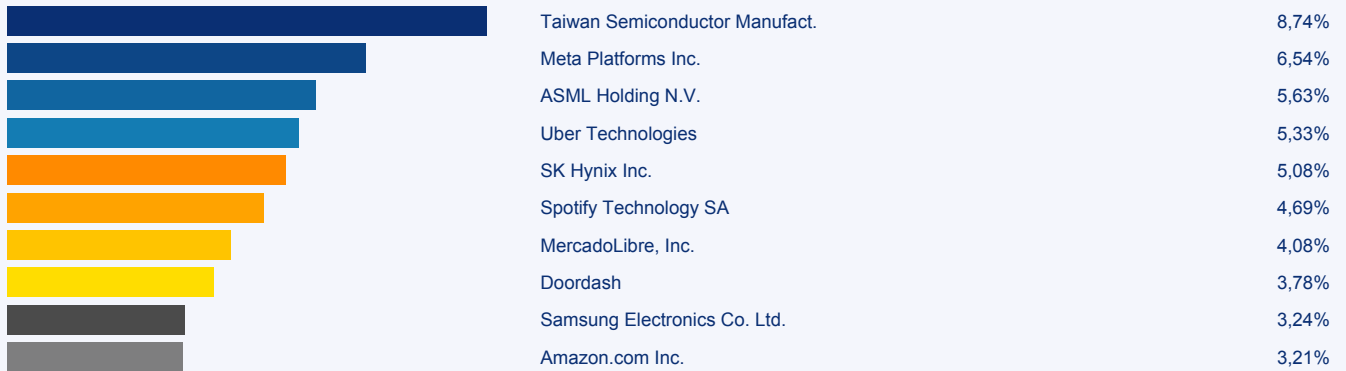 Taiwan Semiconductor Manufact. 8,74%
Meta Platforms Inc. 6,54%
ASML Holding N.V. 5,63%
Uber Technologies 5,33%
SK Hynix Inc. 5,08%
Spotify Technology SA 4,69%
MercadoLibre, Inc. 4,08%
Doordash 3,78%
Samsung Electronics Co. Ltd. 3,24%
Amazon.com Inc. 3,21%